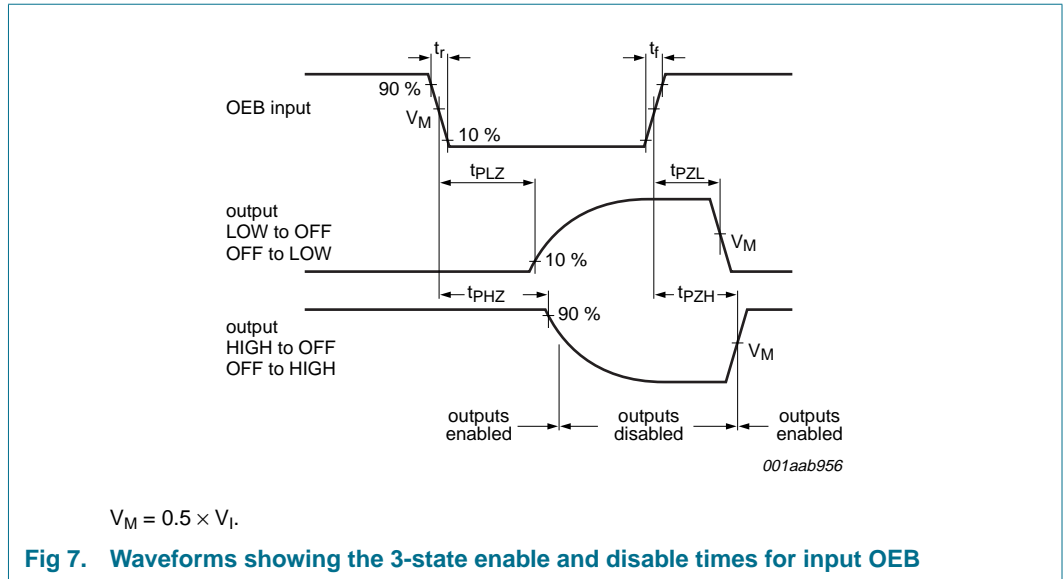 tr
tf
90 %
OEB input
VM
10 %
tPLZ
tPZL
output
LOW to OFF
OFF to LOW
VM
10 %
tPHZ
tPZH
90 %
output
HIGH to OFF
OFF to HIGH
VM
outputs
enabled
outputs
disabled
outputs
enabled
001aab956
VM = 0.5 × VI.
Fig 7. Waveforms showing the 3-state enable and disable times for input OEB